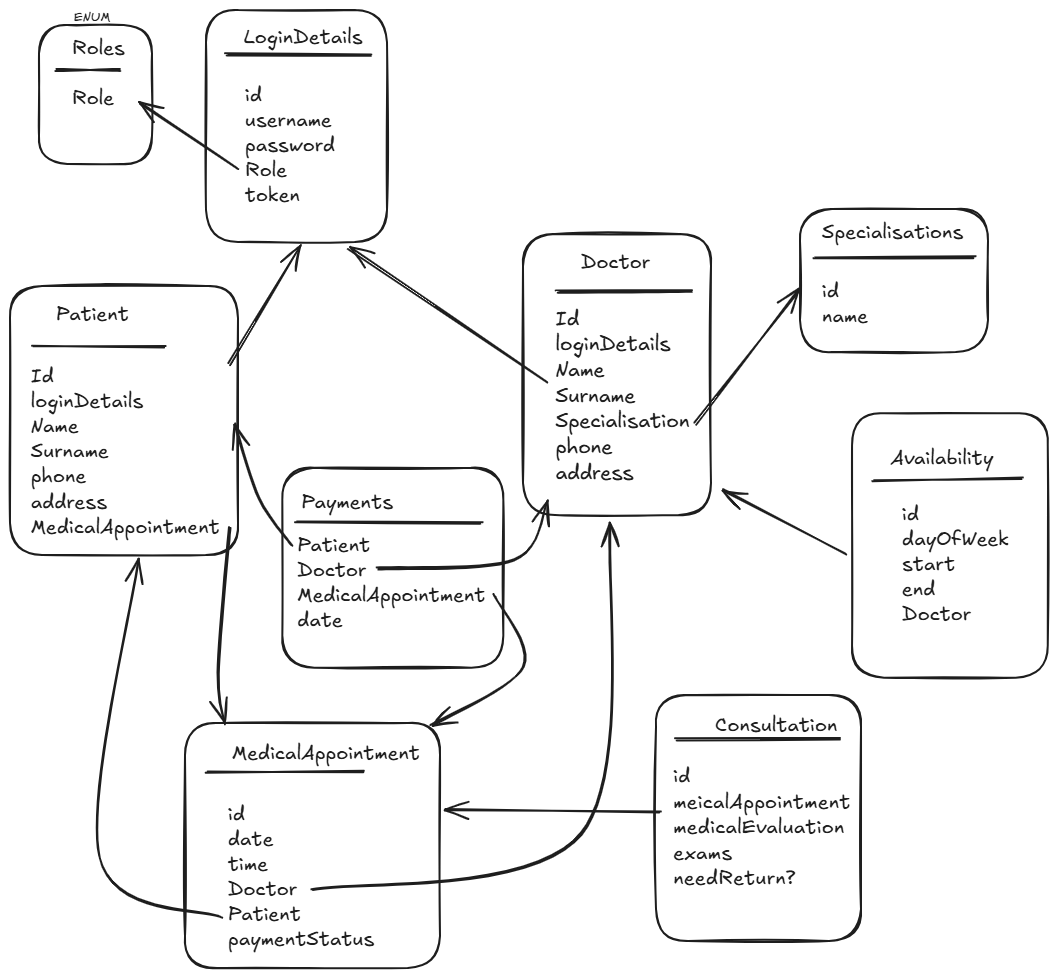 ENUM
Roles
Role
LoginDetails
id
username
password
Role
token
Specialisations
id
name
Doctor
Id
loginDetails
Name
Surname
Specialisation
phone
address
Patient
Id
loginDetails
Name
Surname
phone
address
MedicalAppointment
Availability
id
dayOfWeek
start
end
Doctor
Payments
Patient
Doctor
MedicalAppointment
date
MedicalAppointment
id
date
time
Doctor
Patient
paymentStatus
Consultation
id
meicalAppointment
medicalEvaluation
exams
needReturn?